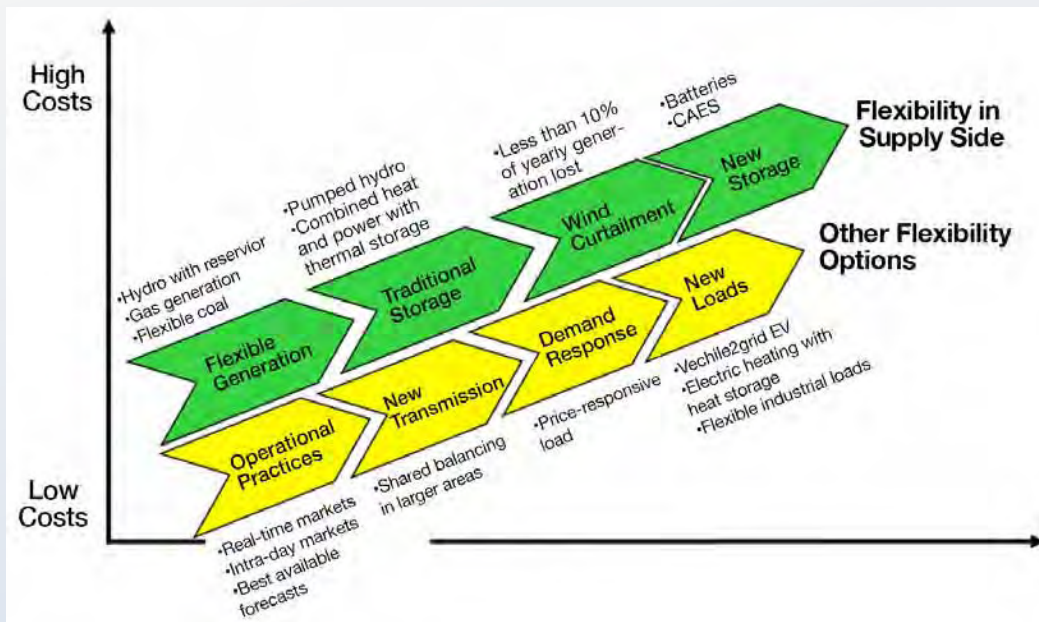 High
Costs
Low
Costs
•Hydro with reservior
•Gas generation
•Flexible coal
•Pumped hydro
•Combined heat
and power with
thermal storage
•Less than 10%
of yearly gener-
ation lost
•Batteries
•CAES
Flexibility in
Supply Side
Flexible
Generation
Traditional
Storage
Wind
Curtailment
New
Storage
Other Flexibility
Options
Operational
Practices
New
Transmission
Demand
Response
New
Loads
•Real-time markets
•Intra-day markets
•Best available
forecasts
•Shared balancing
in larger areas
•Price-responsive
load
•Vechile2grid EV
•Electric heating with
heat storage
•Flexible industrial loads